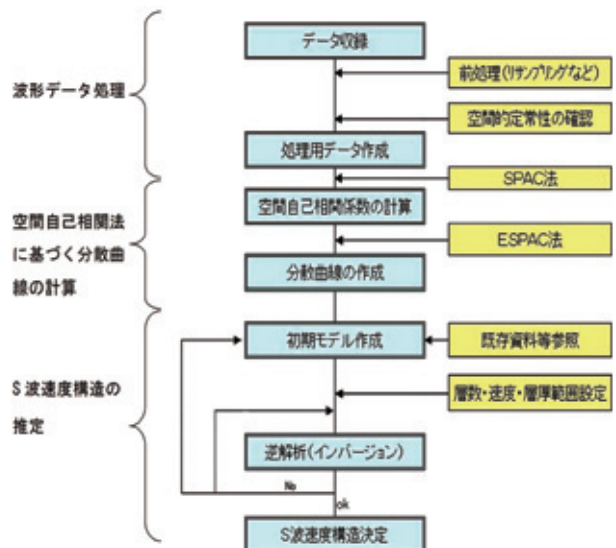 データ収録
前処理(リサンプリングなど)
波形データ処理
空間的定常性の確認
処理用データ作成
SPAC法
空間自己相関係数の計算
空間自己相関法
に基づく分散曲
線の計算
ESPAC法
分散曲線の作成
初期モデル作成
既存資料等参照
S波速度構造の
推定
層数・速度・層厚範囲設定
逆解析(インバージョン)
No
ok
S波速度構造決定